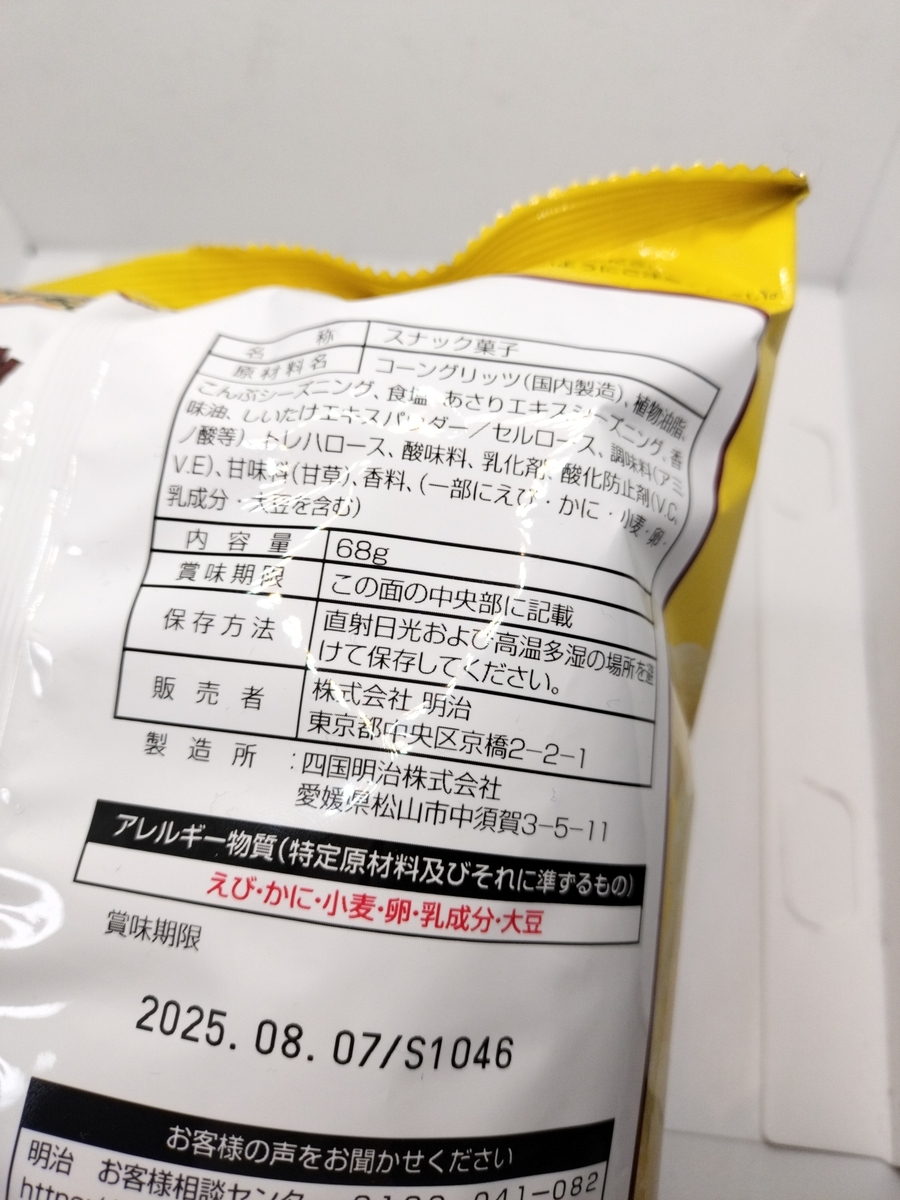 名称 スナック菓子
原材料名 コーングリッツ(国内製造)、植物油脂、
こんぶシーズニング、食塩、あさりエキスシーズニング、香
味油、しいたけエキスパウダー／セルロース、調味料(アミ
ノ酸等)、トレハロース、酸味料、乳化剤、酸化防止剤(V.C、
V.E)、甘味料(甘草)、香料、(一部にえび・かに・小麦・卵・
乳成分・大豆を含む)
内容量 68g
賞味期限 この面の中央部に記載
保存方法 直射日光および高温多湿の場所を避
けて保存してください。
販売者 株式会社 明治
東京都中央区京橋2−2−1
製造所:四国明治株式会社
愛媛県松山市中須賀3−5−11
アレルギー物質(特定原材料及びそれに準ずるもの)
えび・かに・小麦・卵・乳成分・大豆
賞味期限
2025.08.07/S1046
お客様の声をお聞かせください
明治 お客様相談センター 0120−041−082